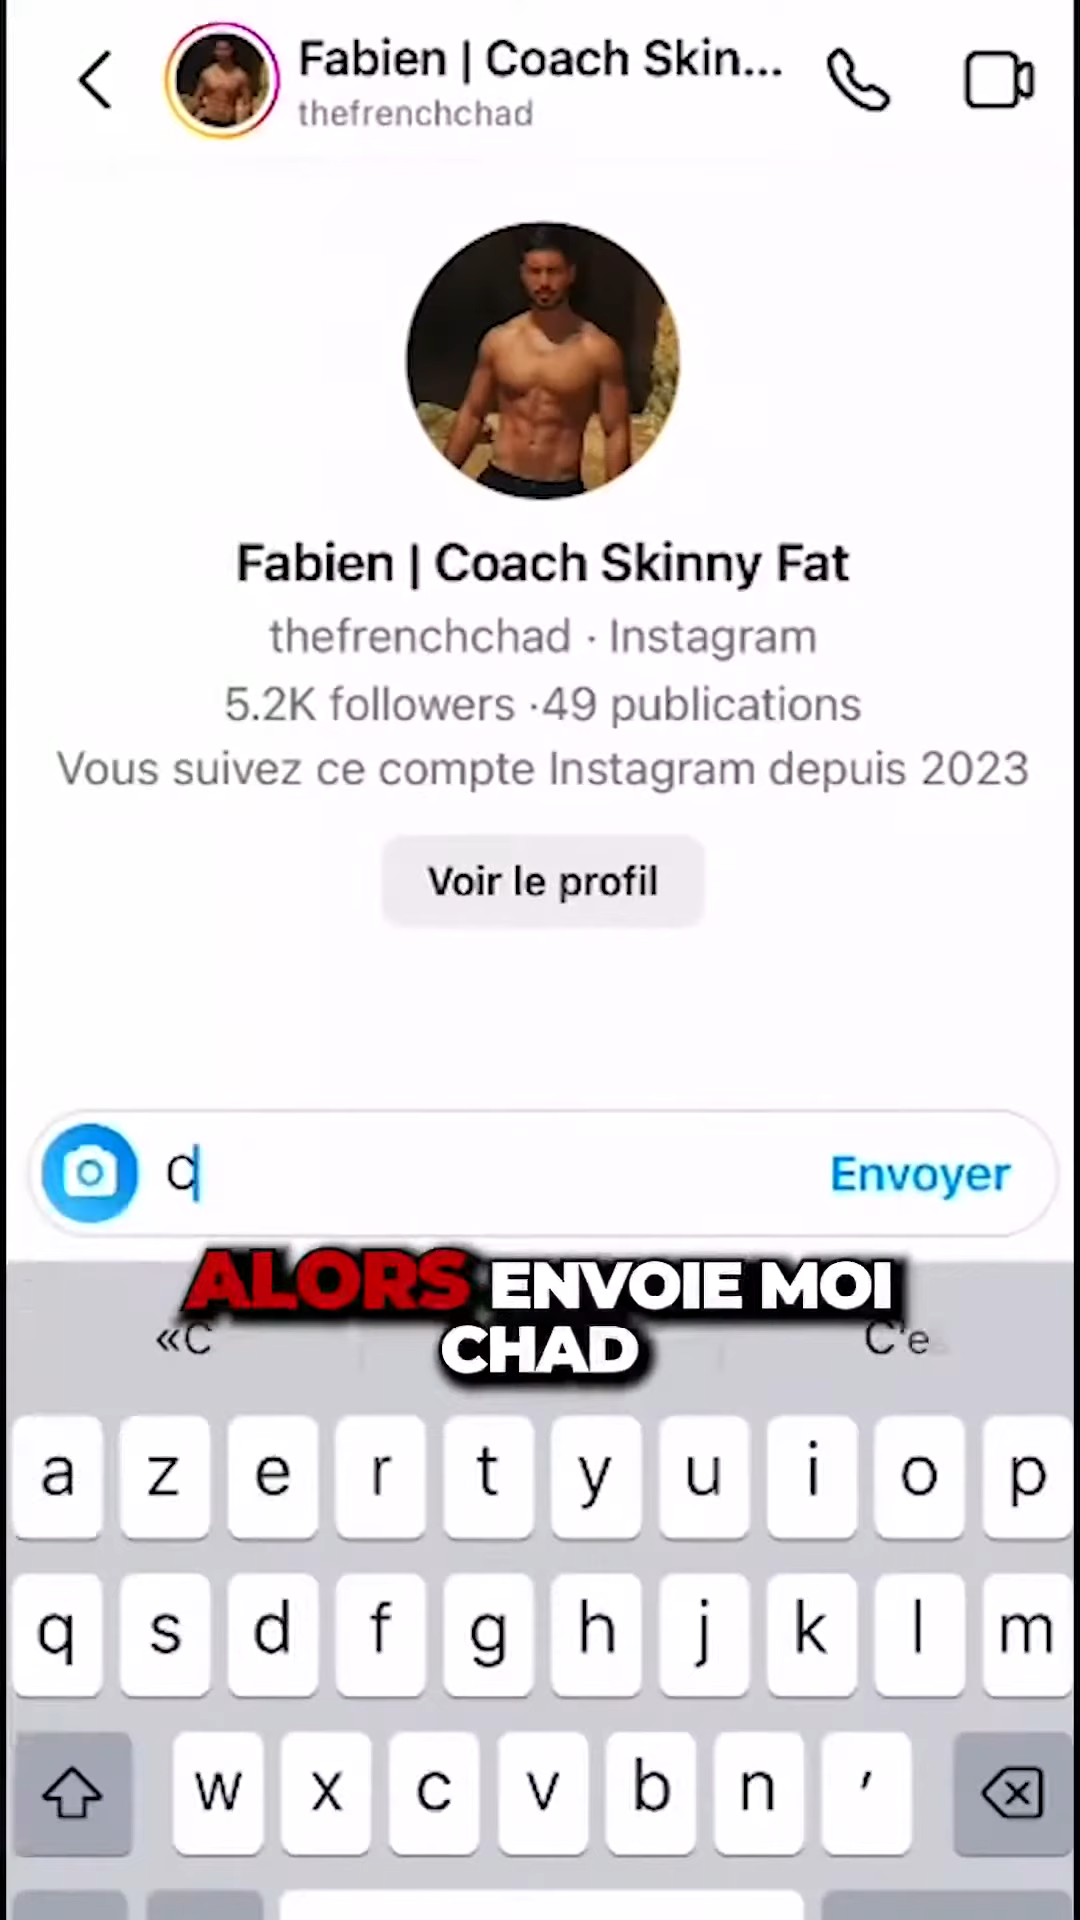 Fabien | Coach Skin...
thefrenchchad
Fabien | Coach Skinny Fat
thefrenchchad · Instagram
5.2K followers ·49 publications
Vous suivez ce compte Instagram depuis 2023
Voir le profil
C
Envoyer
ALORS ENVOIE MOI
CHAD
«C
C'e
a z e r t y u i o p
q s d f g h j k l m
w x c v b n '